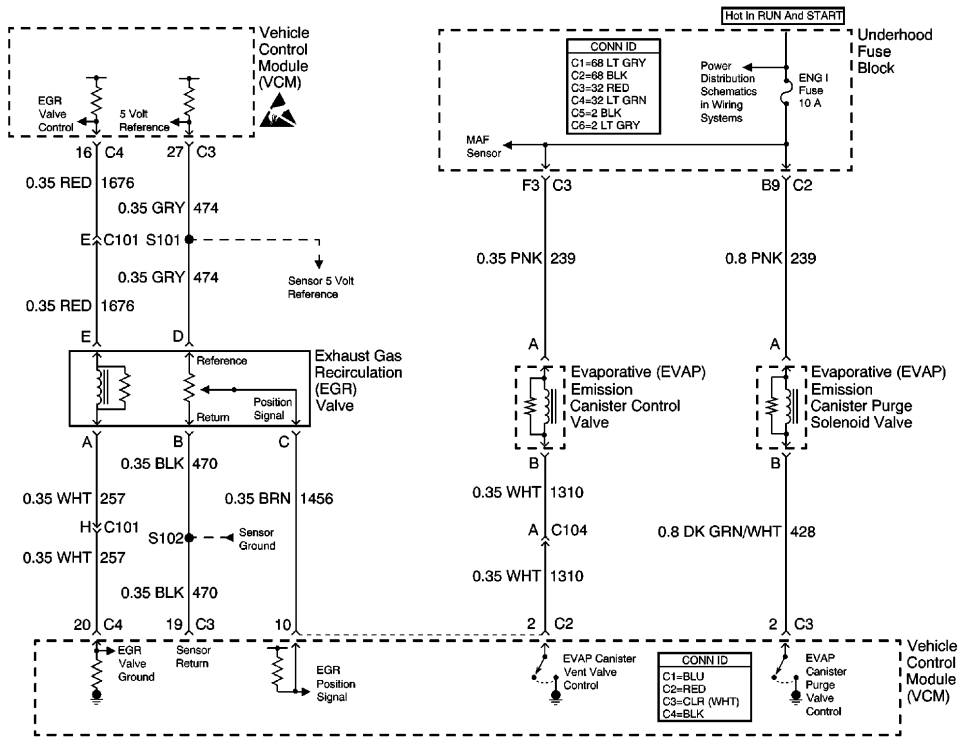 Hot In RUN And START
Vehicle
Control
Module
(VCM)
EGR
Valve
Control
5 Volt
Reference
Underhood
Fuse
Block
CONN ID
C1=68 LT GRY
C2=68 BLK
C3=32 RED
C4=32 LT GRN
C5=2 BLK
C6=2 LT GRY
Power
Distribution
Schematics
in Wiring
Systems
ENG I
Fuse
10 A
MAF
Sensor
16 C4
27 C3
F3 C3
B9 C2
0.35 RED 1676
0.35 GRY 474
E C101
S101
0.35 PNK 239
0.8 PNK 239
0.35 GRY 474
Sensor 5 Volt
Reference
0.35 RED 1676
E
D
A
A
Reference
Return
Position
Signal
Exhaust Gas
Recirculation
(EGR)
Valve
Evaporative (EVAP)
Emission
Canister Control
Valve
Evaporative (EVAP)
Emission
Canister Purge
Solenoid Valve
A
B
C
B
B
0.35 BLK 470
0.35 WHT 257
0.35 BRN 1456
0.35 WHT 1310
H C101
S102
Sensor
Ground
A C104
0.8 DK GRN/WHT 428
0.35 WHT 257
0.35 WHT 1310
0.35 BLK 470
20 C4
19 C3
10
2 C2
2 C3
EGR
Valve
Ground
Sensor
Return
EGR
Position
Signal
EVAP Canister
Vent Valve
Control
CONN ID
C1=BLU
C2=RED
C3=CLR (WHT)
C4=BLK
EVAP
Canister
Purge
Valve
Control
Vehicle
Control
Module
(VCM)